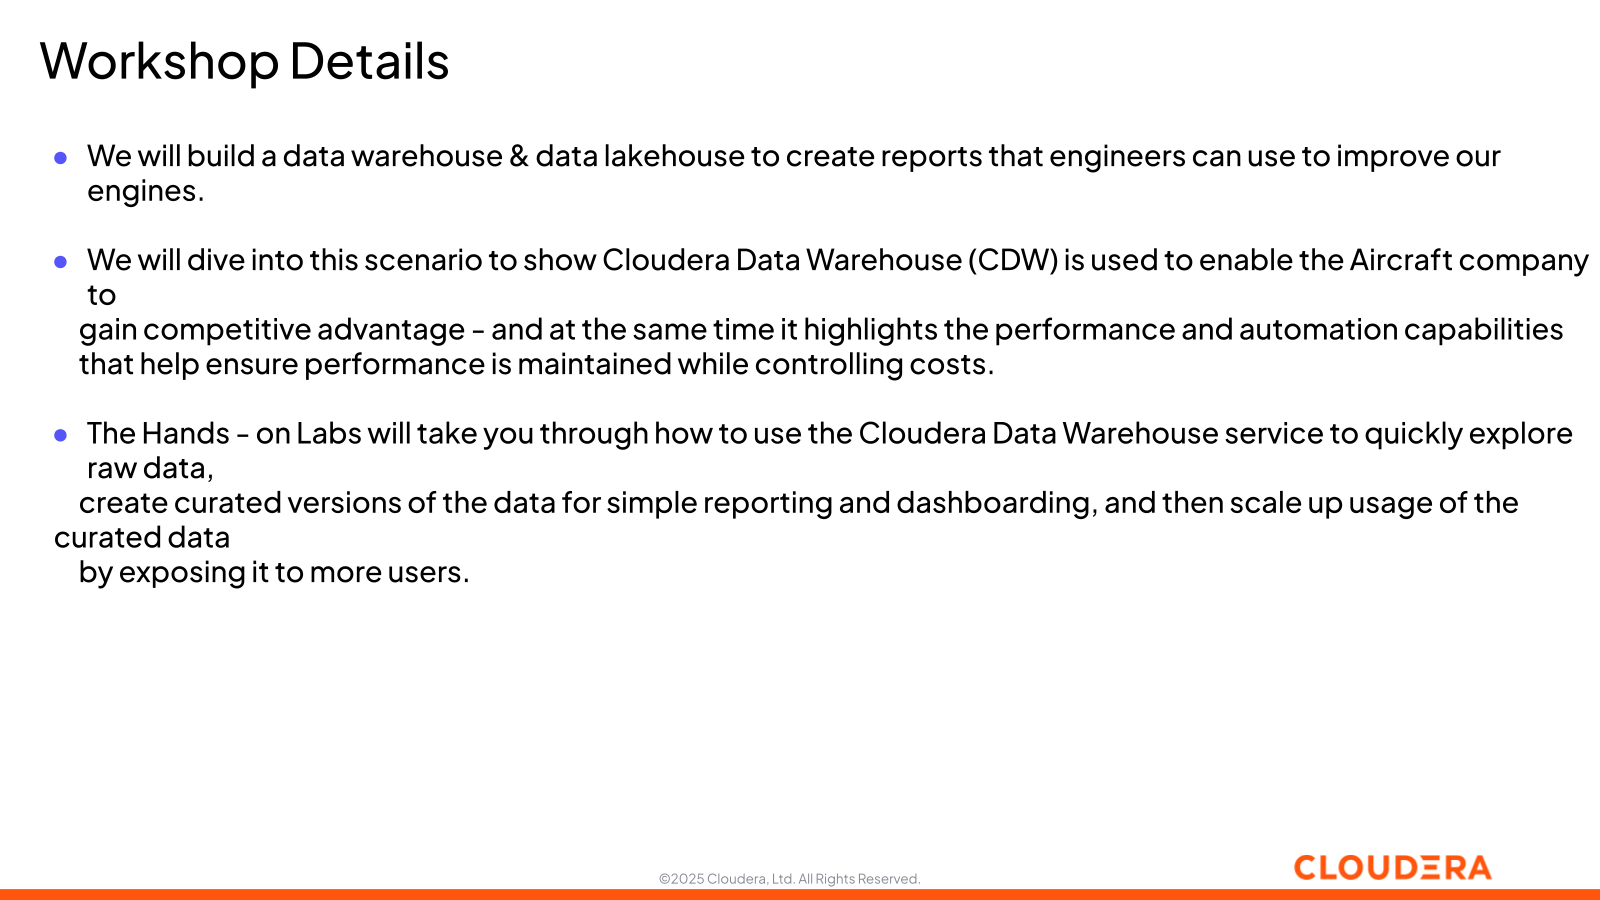 Workshop Details
● We will build a data warehouse & data lakehouse to create reports that engineers can use to improve our
engines.
● We will dive into this scenario to show Cloudera Data Warehouse (CDW) is used to enable the Aircraft company
to
gain competitive advantage – and at the same time it highlights the performance and automation capabilities
that help ensure performance is maintained while controlling costs.
● The Hands – on Labs will take you through how to use the Cloudera Data Warehouse service to quickly explore
raw data,
create curated versions of the data for simple reporting and dashboarding, and then scale up usage of the
curated data
by exposing it to more users.
©2025 Cloudera, Ltd. All Rights Reserved.
CLOUDERA